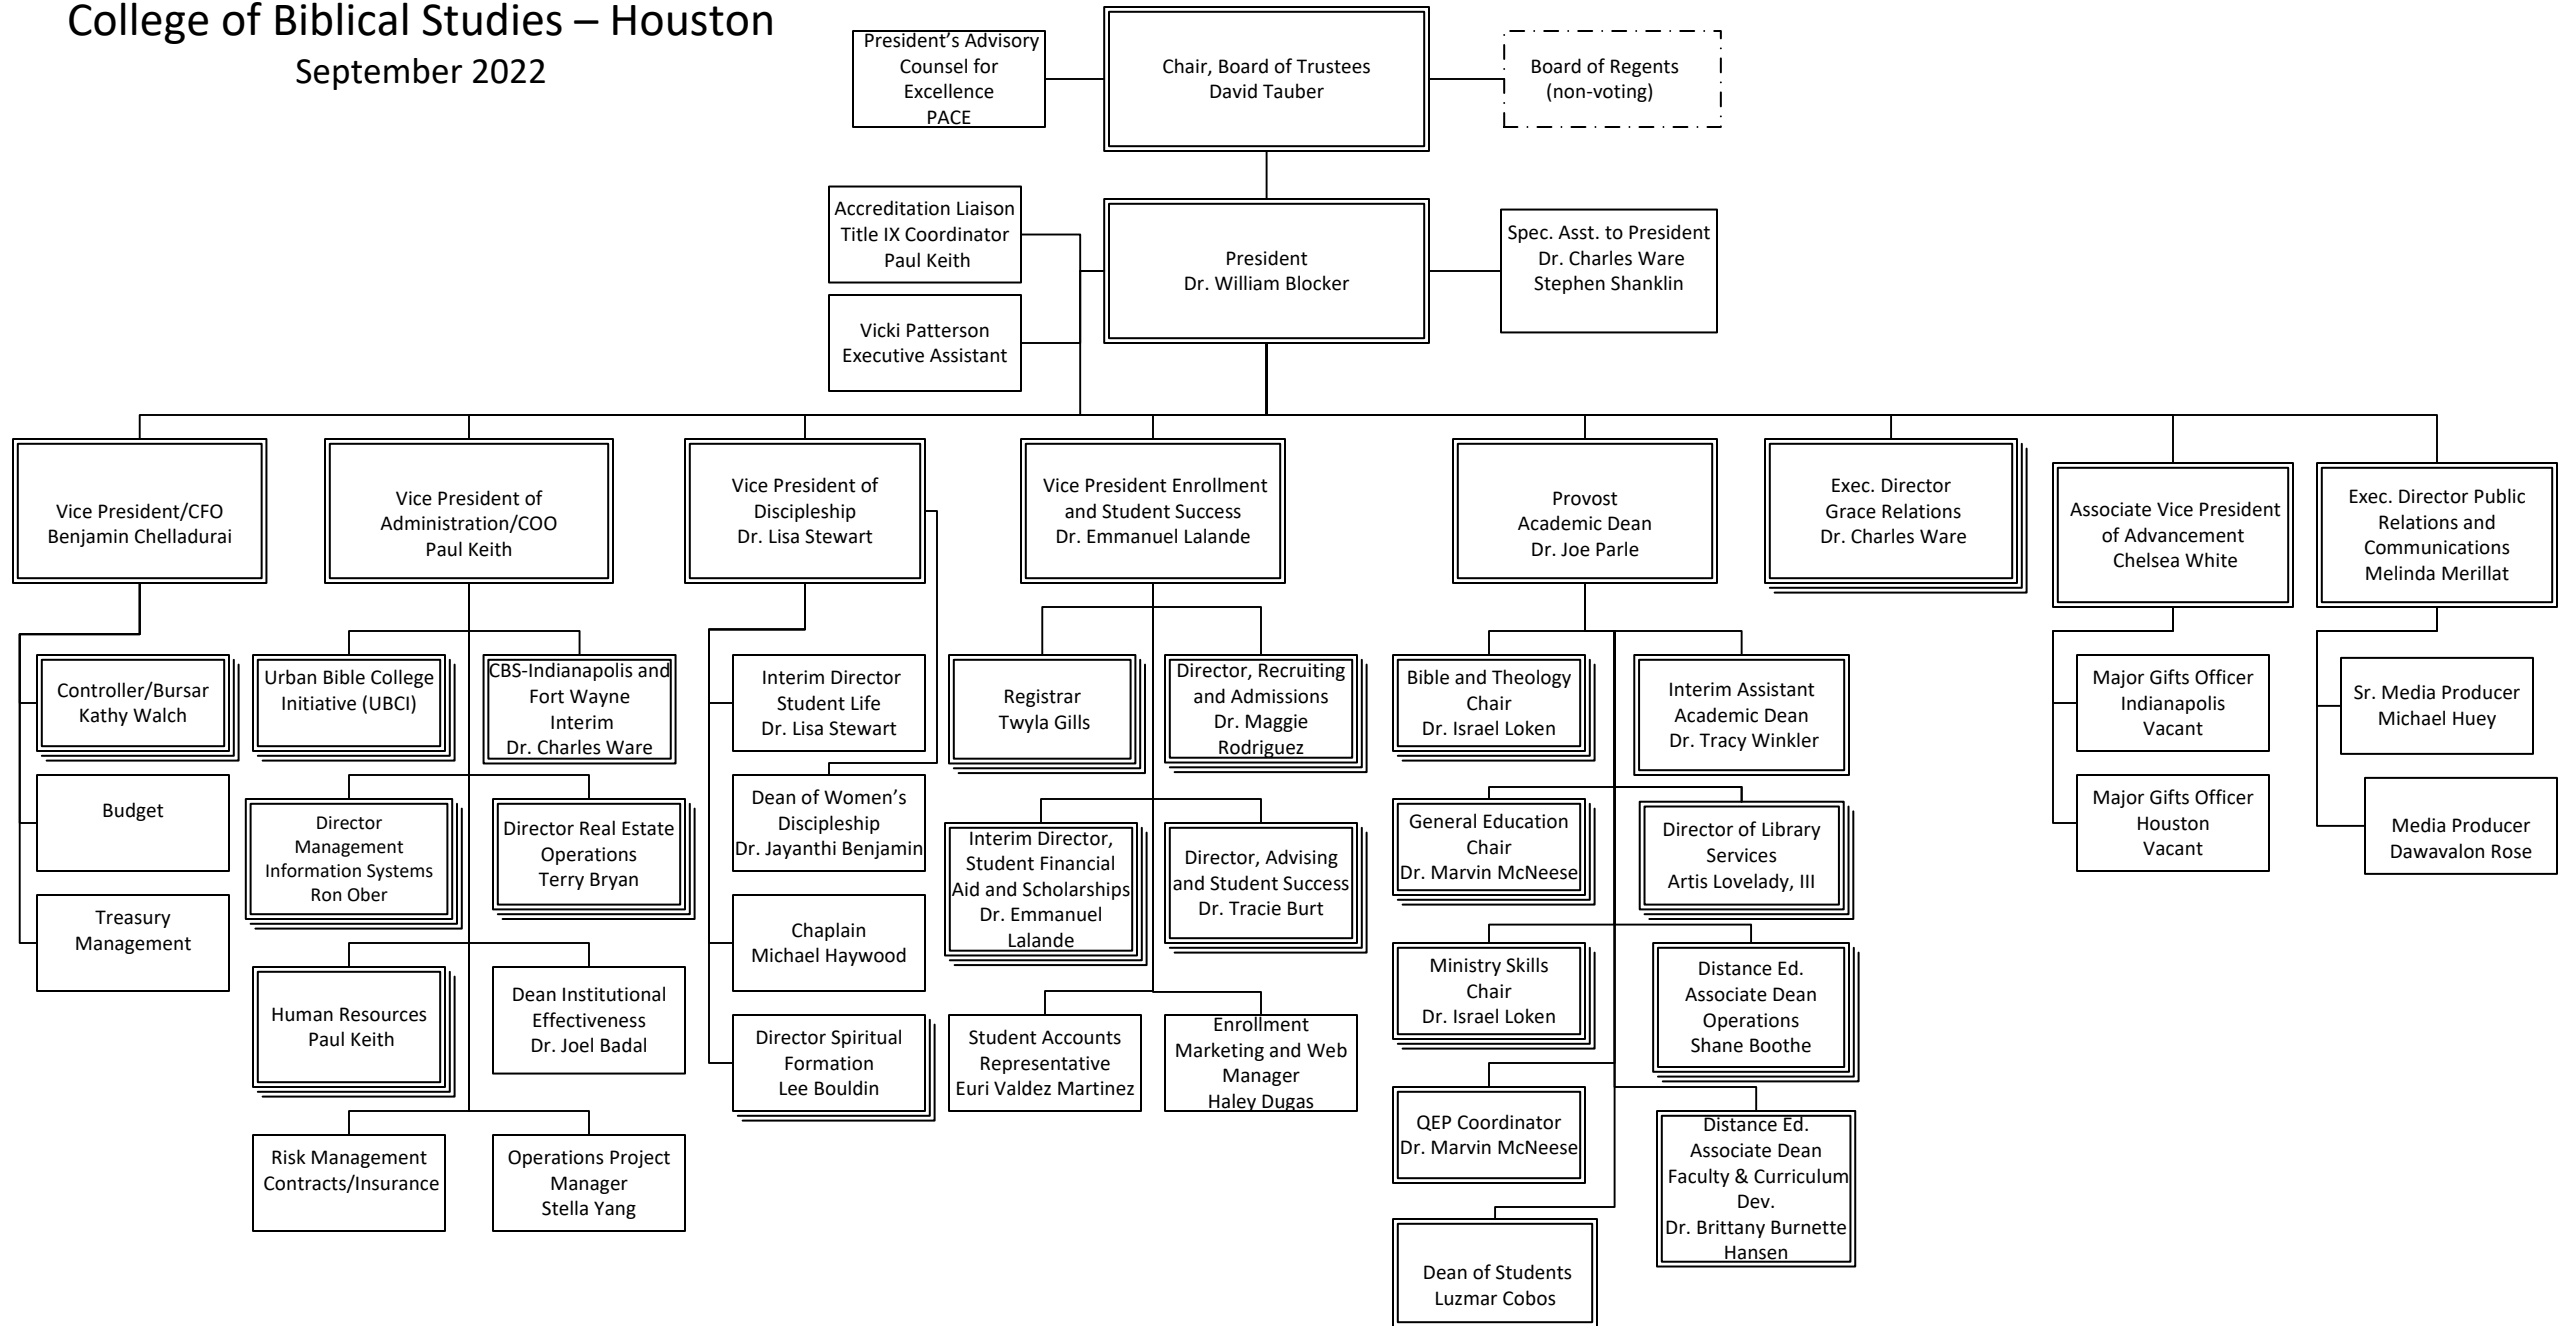 College of Biblical Studies – Houston
September 2022
President’s Advisory
Counsel for
Excellence
PACE
Chair, Board of Trustees
David Tauber
Board of Regents
(non-voting)
Accreditation Liaison
Title IX Coordinator
Paul Keith
President
Dr. William Blocker
Spec. Asst. to President
Dr. Charles Ware
Stephen Shanklin
Vicki Patterson
Executive Assistant
Vice President/CFO
Benjamin Chelladurai
Vice President of
Administration/COO
Paul Keith
Vice President of
Discipleship
Dr. Lisa Stewart
Vice President Enrollment
and Student Success
Dr. Emmanuel Lalande
Provost
Academic Dean
Dr. Joe Parle
Exec. Director
Grace Relations
Dr. Charles Ware
Associate Vice President
of Advancement
Chelsea White
Exec. Director Public
Relations and
Communications
Melinda Merillat
Controller/Bursar
Kathy Walch
Budget
Treasury
Management
Urban Bible College
Initiative (UBCI)
CBS-Indianapolis and
Fort Wayne
Interim
Dr. Charles Ware
Director
Management
Information Systems
Ron Ober
Director Real Estate
Operations
Terry Bryan
Human Resources
Paul Keith
Dean Institutional
Effectiveness
Dr. Joel Badal
Risk Management
Contracts/Insurance
Operations Project
Manager
Stella Yang
Interim Director
Student Life
Dr. Lisa Stewart
Dean of Women’s
Discipleship
Dr. Jayanthi Benjamin
Chaplain
Michael Haywood
Director Spiritual
Formation
Lee Bouldin
Registrar
Twyla Gills
Director, Recruiting
and Admissions
Dr. Maggie
Rodriguez
Interim Director,
Student Financial
Aid and Scholarships
Dr. Emmanuel
Lalande
Director, Advising
and Student Success
Dr. Tracie Burt
Student Accounts
Representative
Euri Valdez Martinez
Enrollment
Marketing and Web
Manager
Haley Dugas
Bible and Theology
Chair
Dr. Israel Loken
Interim Assistant
Academic Dean
Dr. Tracy Winkler
General Education
Chair
Dr. Marvin McNeese
Director of Library
Services
Artis Lovelady, III
Ministry Skills
Chair
Dr. Israel Loken
Distance Ed.
Associate Dean
Operations
Shane Boothe
QEP Coordinator
Dr. Marvin McNeese
Distance Ed.
Associate Dean
Faculty & Curriculum
Dev.
Dr. Brittany Burnette
Hansen
Dean of Students
Luzmar Cobos
Major Gifts Officer
Indianapolis
Vacant
Major Gifts Officer
Houston
Vacant
Sr. Media Producer
Michael Huey
Media Producer
Dawavalon Rose